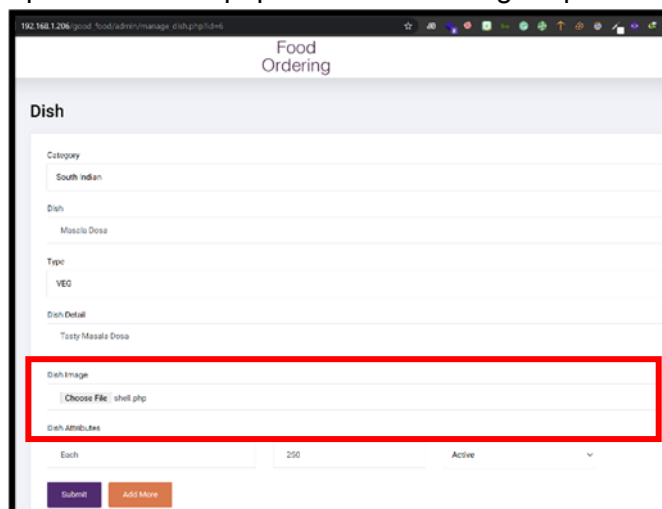 192.168.1.206/good_food/admin/manage_dish.php?id=6
Food
Ordering
Dish
Category
South Indian
Dish
Masala Dosa
Type
VEG
Dish Detail
Tasty Masala Dosa
Dish Image
Choose File shell.php
Dish Attributes
Each 250 Active
Submit Add More